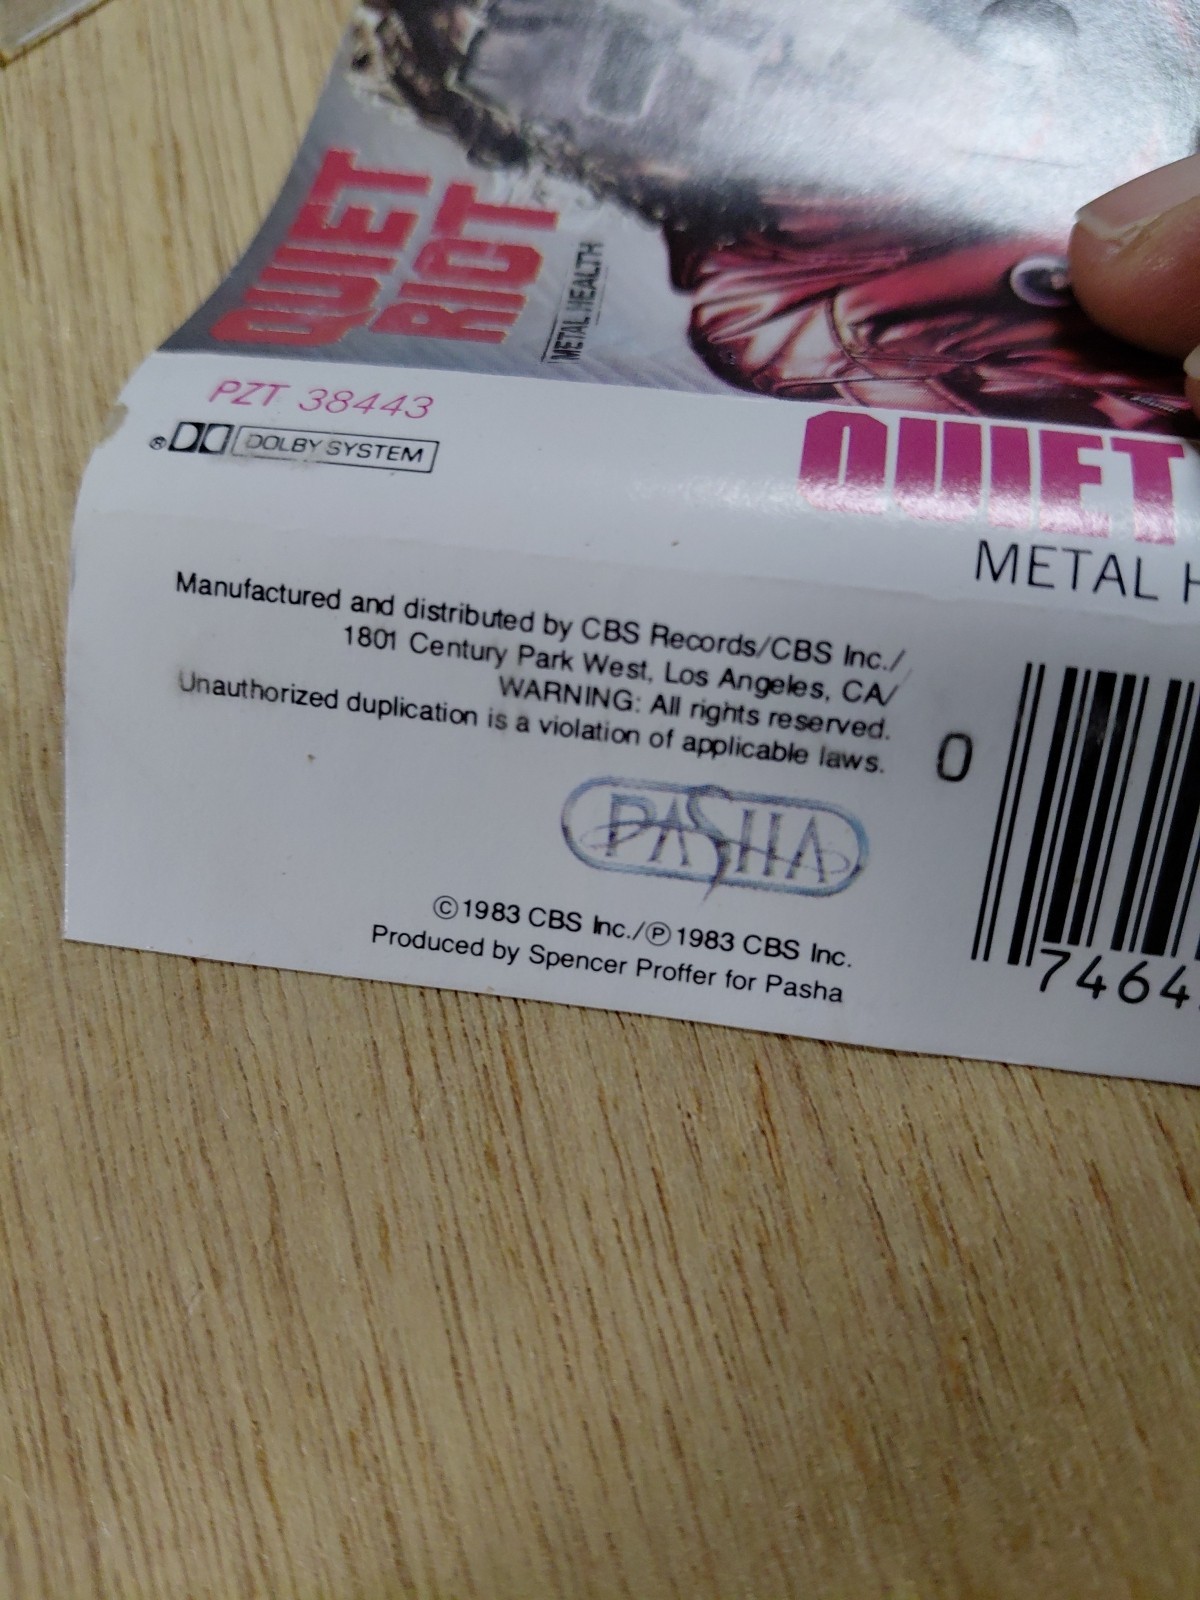 QUIET
RIOT
METAL HEALTH
PZT 38443
® DOLBY SYSTEM
QUIET
METAL H
Manufactured and distributed by CBS Records/CBS Inc./
1801 Century Park West, Los Angeles, CA/
WARNING: All rights reserved.
Unauthorized duplication is a violation of applicable laws.
PASHA
©1983 CBS Inc./Ⓟ1983 CBS Inc.
Produced by Spencer Proffer for Pasha
0
7464